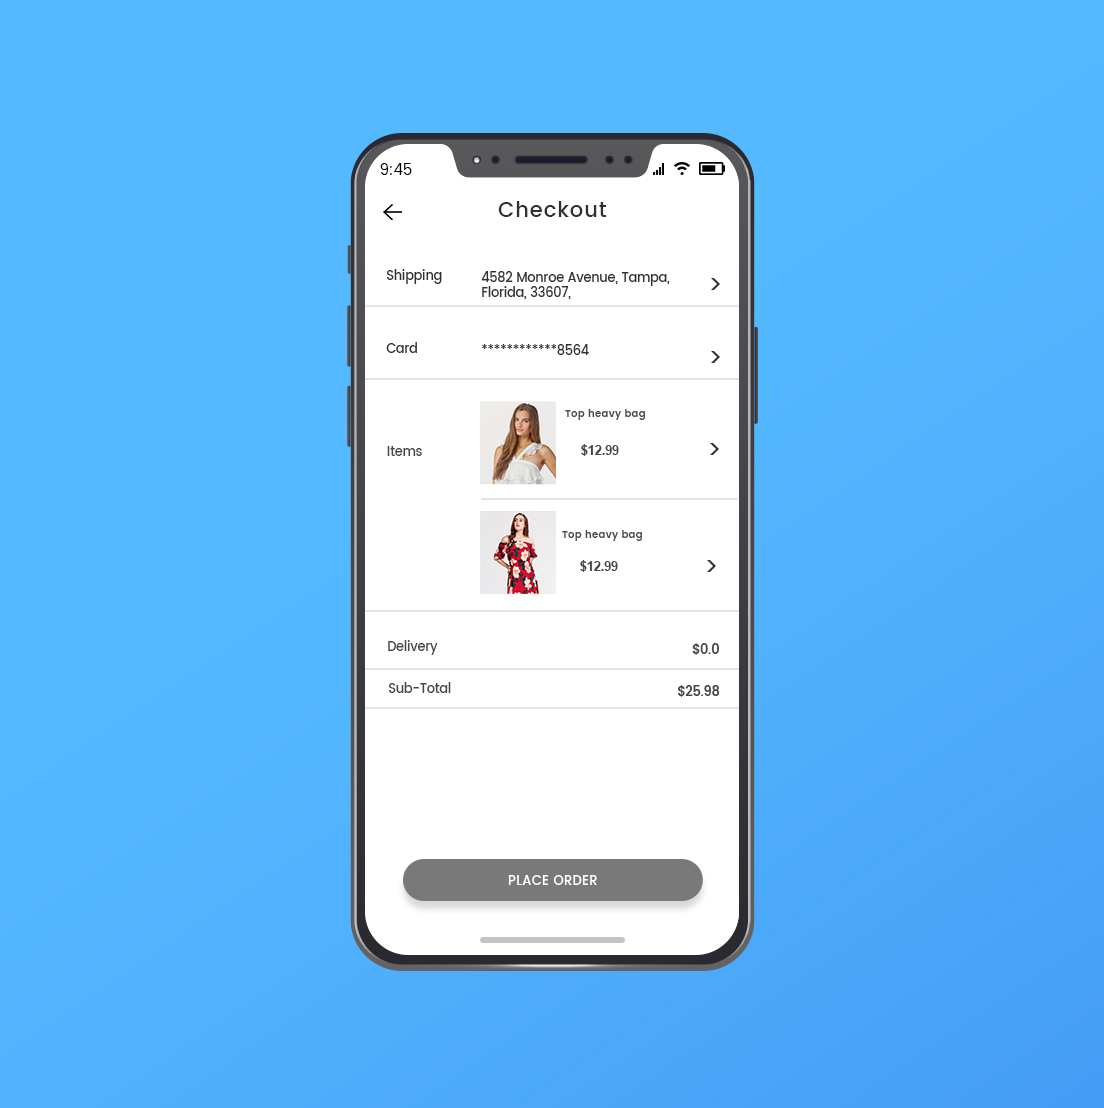 9:45
Checkout
Shipping
4582 Monroe Avenue, Tampa,
Florida, 33607,
Card
************8564
Items
Top heavy bag
$12.99
Top heavy bag
$12.99
Delivery
$0.0
Sub-Total
$25.98
PLACE ORDER